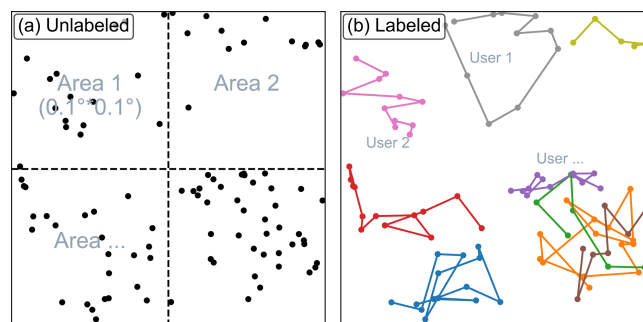 (a) Unlabeled
Area 1
(0.1°*0.1°)
Area 2
Area ...
(b) Labeled
User 1
User 2
User ...